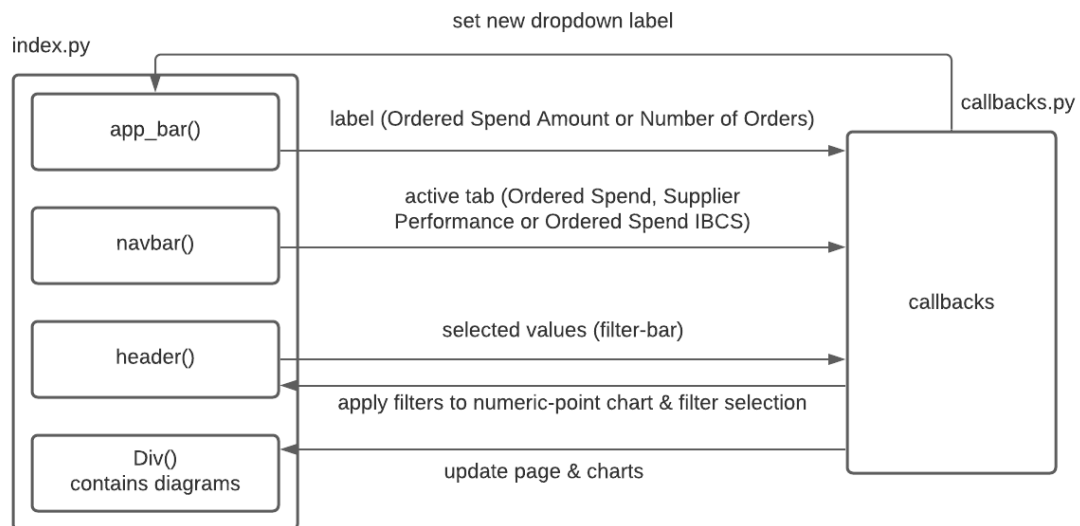 set new dropdown label
index.py
callbacks.py
app_bar()
label (Ordered Spend Amount or Number of Orders)
active tab (Ordered Spend, Supplier
Performance or Ordered Spend IBCS)
navbar()
callbacks
selected values (filter-bar)
header()
apply filters to numeric-point chart & filter selection
Div()
contains diagrams
update page & charts